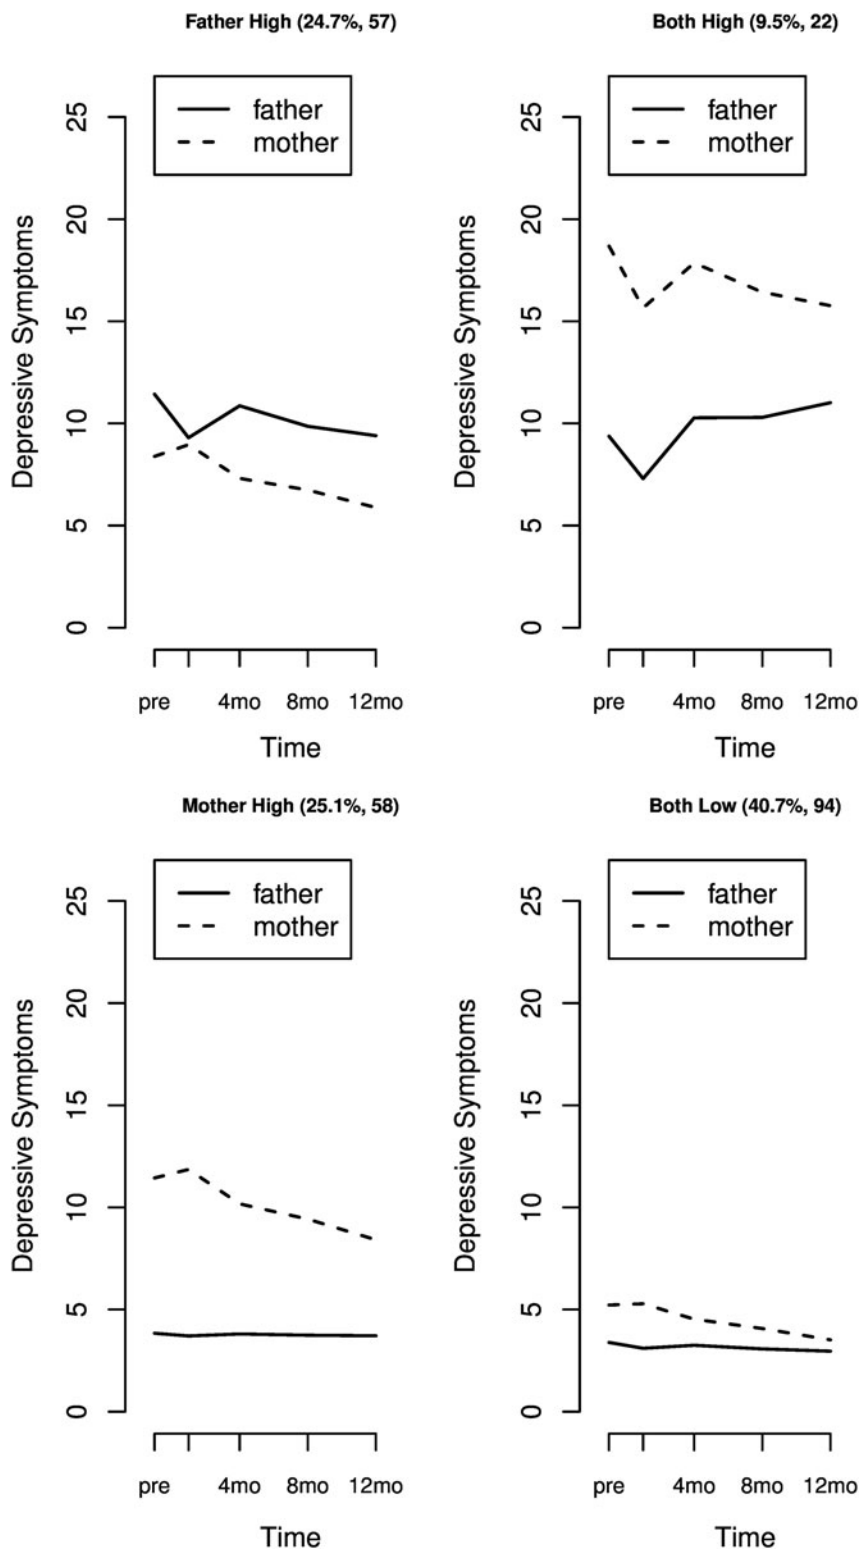 Father High (24.7%, 57)
father
mother
Depressive Symptoms
25
20
15
10
5
0
pre 4mo 8mo 12mo
Time
Both High (9.5%, 22)
father
mother
Depressive Symptoms
25
20
15
10
5
0
pre 4mo 8mo 12mo
Time
Mother High (25.1%, 58)
father
mother
Depressive Symptoms
25
20
15
10
5
0
pre 4mo 8mo 12mo
Time
Both Low (40.7%, 94)
father
mother
Depressive Symptoms
25
20
15
10
5
0
pre 4mo 8mo 12mo
Time